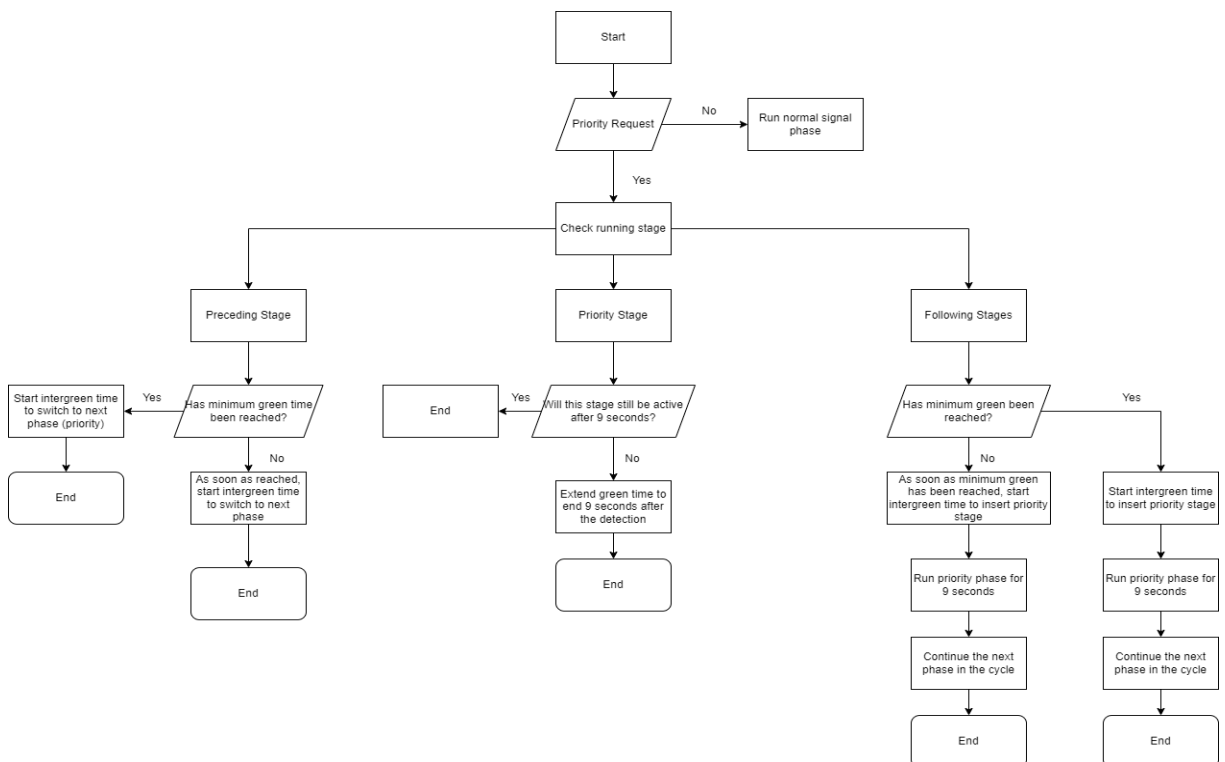 Start
Priority Request
No
Run normal signal
phase
Yes
Check running stage
Preceding Stage
Priority Stage
Following Stages
Start intergreen time
to switch to next
phase (priority)
Yes
Has minimum green time
been reached?
End
Yes
Will this stage still be active
after 9 seconds?
Has minimum green been
reached?
Yes
No
No
No
End
As soon as reached,
start intergreen time
to switch to next
phase
Extend green time to
end 9 seconds after
the detection
As soon as minimum green
has been reached, start
intergreen time to insert priority
stage
Start intergreen time
to insert priority stage
End
End
Run priority phase for
9 seconds
Run priority phase for
9 seconds
Continue the next
phase in the cycle
Continue the next
phase in the cycle
End
End